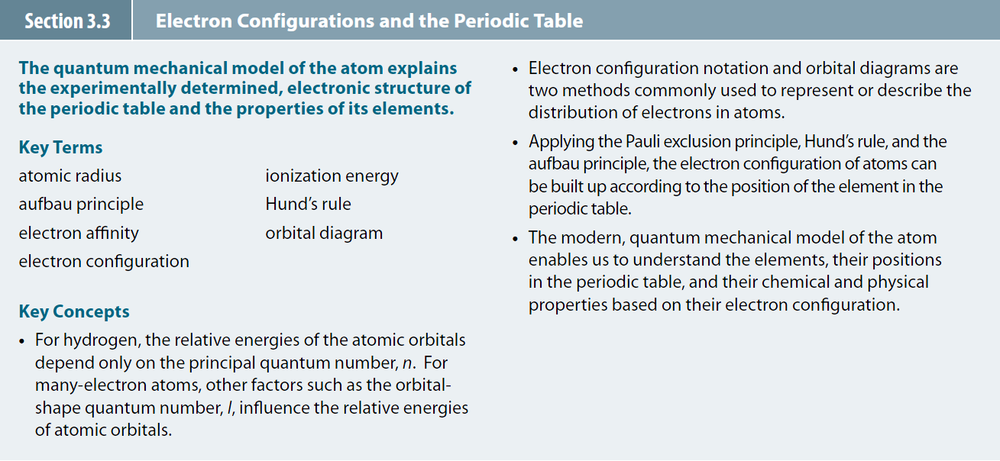 Section 3.3 Electron Configurations and the Periodic Table
The quantum mechanical model of the atom explains
the experimentally determined, electronic structure of
the periodic table and the properties of its elements.
Key Terms
atomic radius
aufbau principle
electron affinity
electron configuration
ionization energy
Hund’s rule
orbital diagram
Key Concepts
• For hydrogen, the relative energies of the atomic orbitals
depend only on the principal quantum number, n. For
many-electron atoms, other factors such as the orbital-
shape quantum number, l, influence the relative energies
of atomic orbitals.
• Electron configuration notation and orbital diagrams are
two methods commonly used to represent or describe the
distribution of electrons in atoms.
• Applying the Pauli exclusion principle, Hund’s rule, and the
aufbau principle, the electron configuration of atoms can
be built up according to the position of the element in the
periodic table.
• The modern, quantum mechanical model of the atom
enables us to understand the elements, their positions
in the periodic table, and their chemical and physical
properties based on their electron configuration.